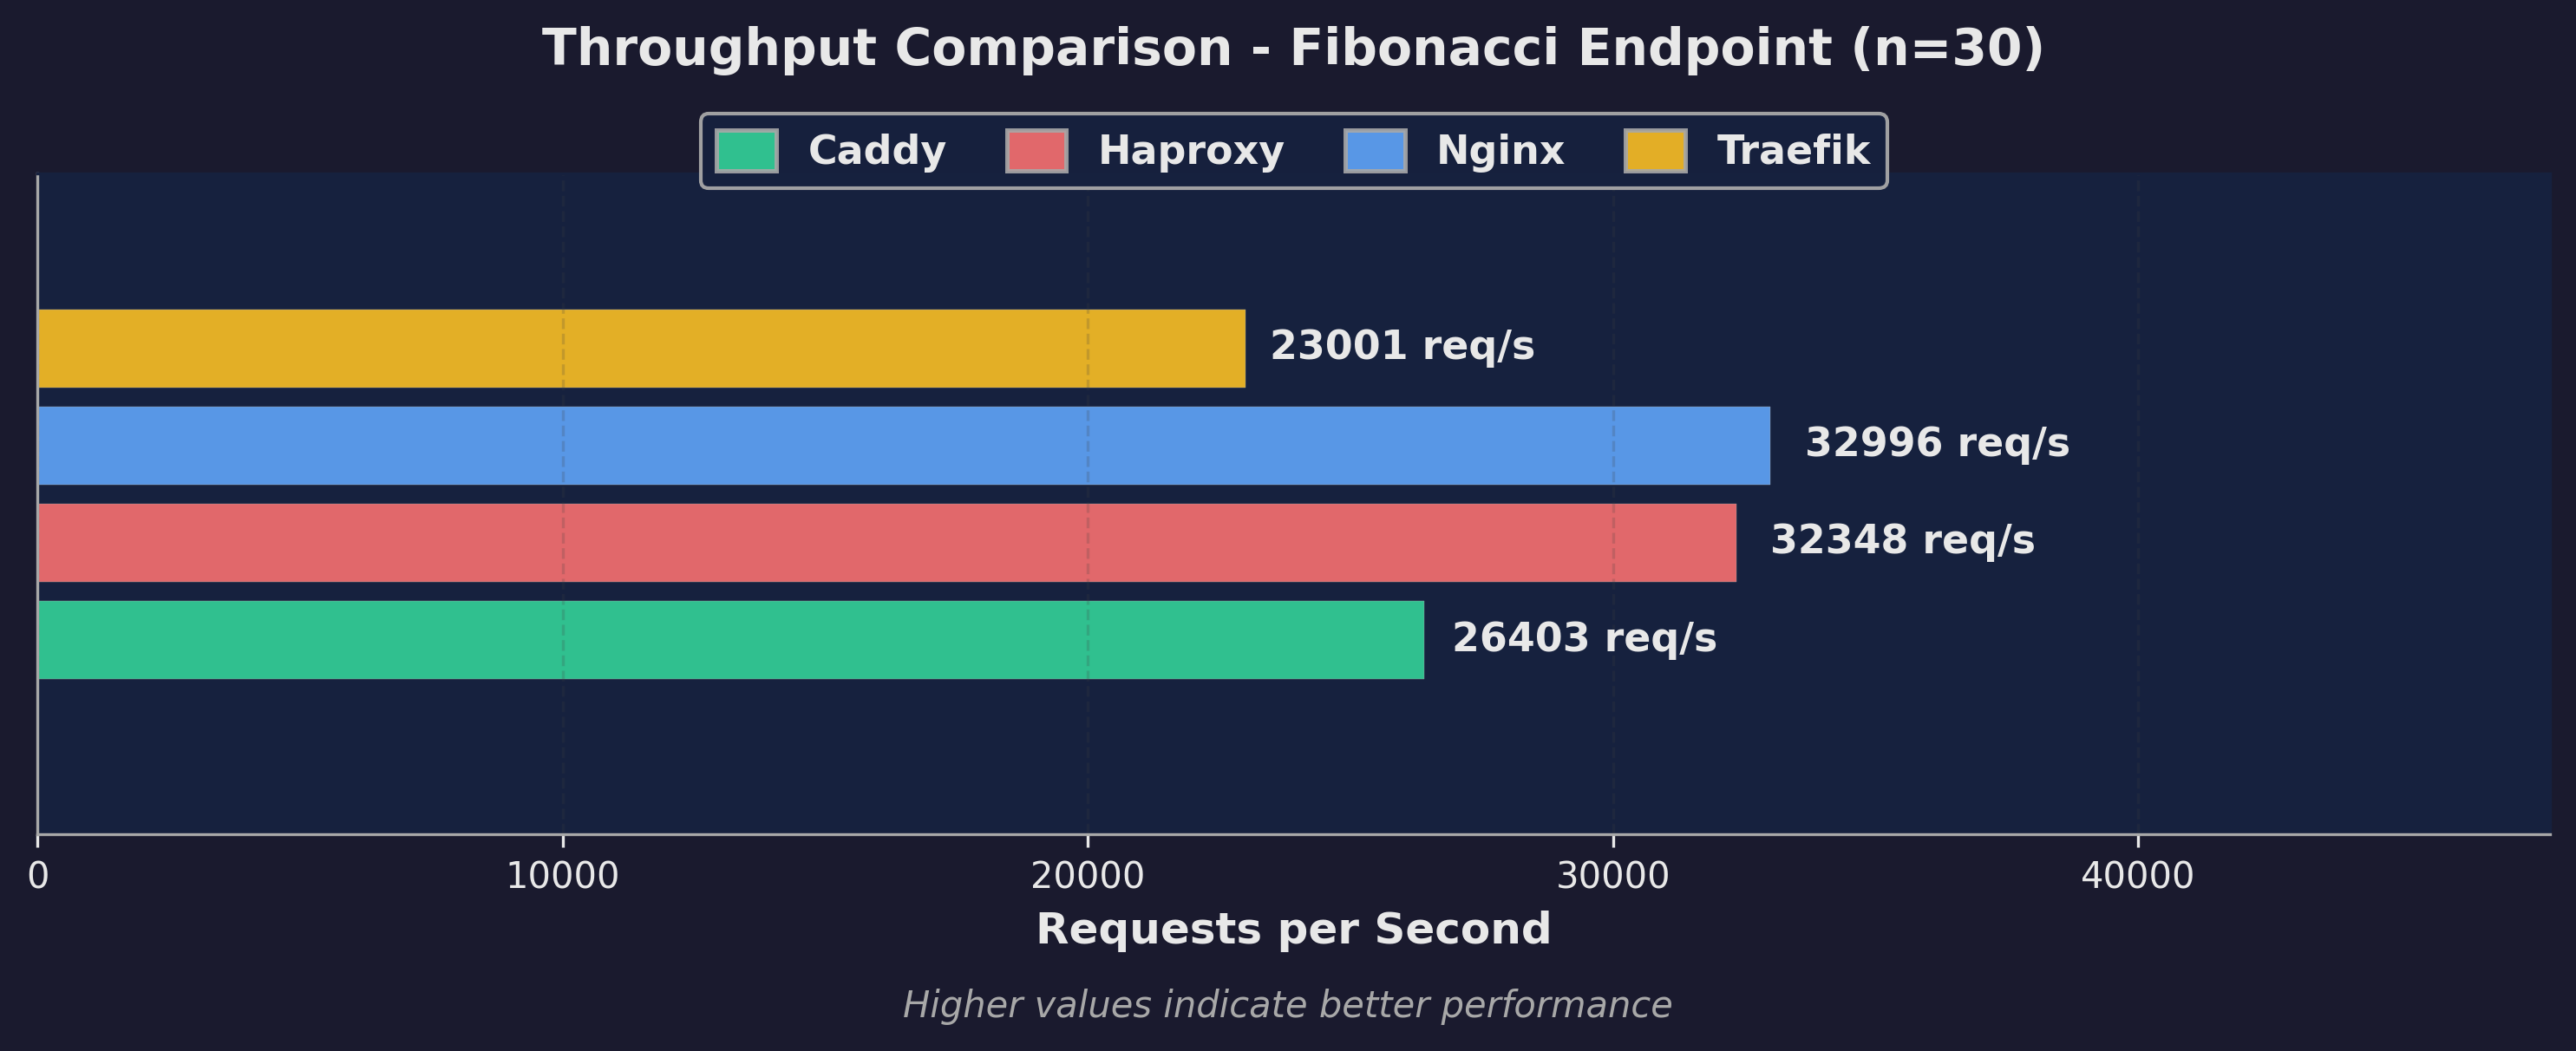 Throughput Comparison - Fibonacci Endpoint (n=30)
Caddy Haproxy Nginx Traefik
23001 req/s
32996 req/s
32348 req/s
26403 req/s
0 10000 20000 30000 40000
Requests per Second
Higher values indicate better performance